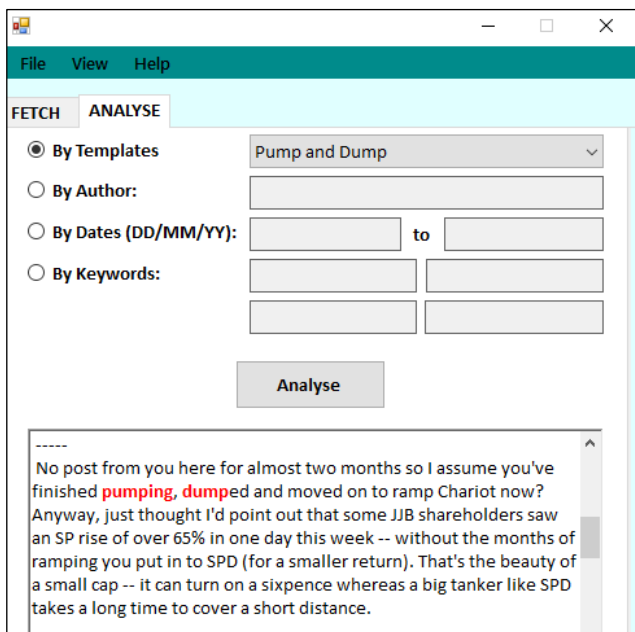 File View Help
FETCH ANALYSE
By Templates Pump and Dump
By Author:
By Dates (DD/MM/YY): to
By Keywords:
Analyse
-----
No post from you here for almost two months so I assume you've
finished pumping, dumped and moved on to ramp Chariot now?
Anyway, just thought I'd point out that some JJB shareholders saw
an SP rise of over 65% in one day this week -- without the months of
ramping you put in to SPD (for a smaller return). That's the beauty of
a small cap -- it can turn on a sixpence whereas a big tanker like SPD
takes a long time to cover a short distance.